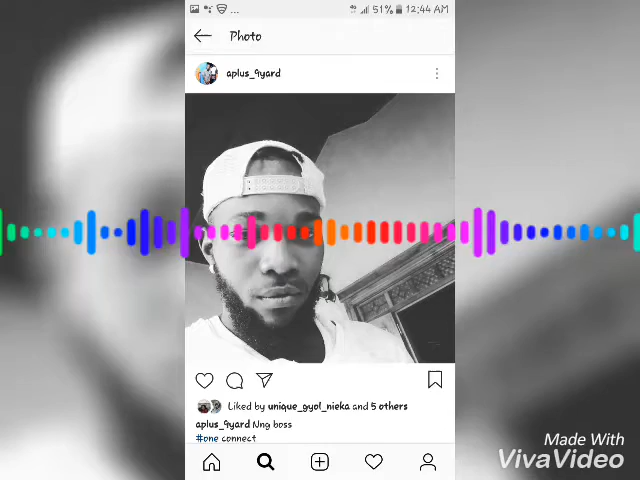 ... 51% 12:44 AM
Photo
aplus_9yard
Liked by unique_gyol_nieka and 5 others
aplus_9yard Nng boss
#one connect
Made With
VivaVideo